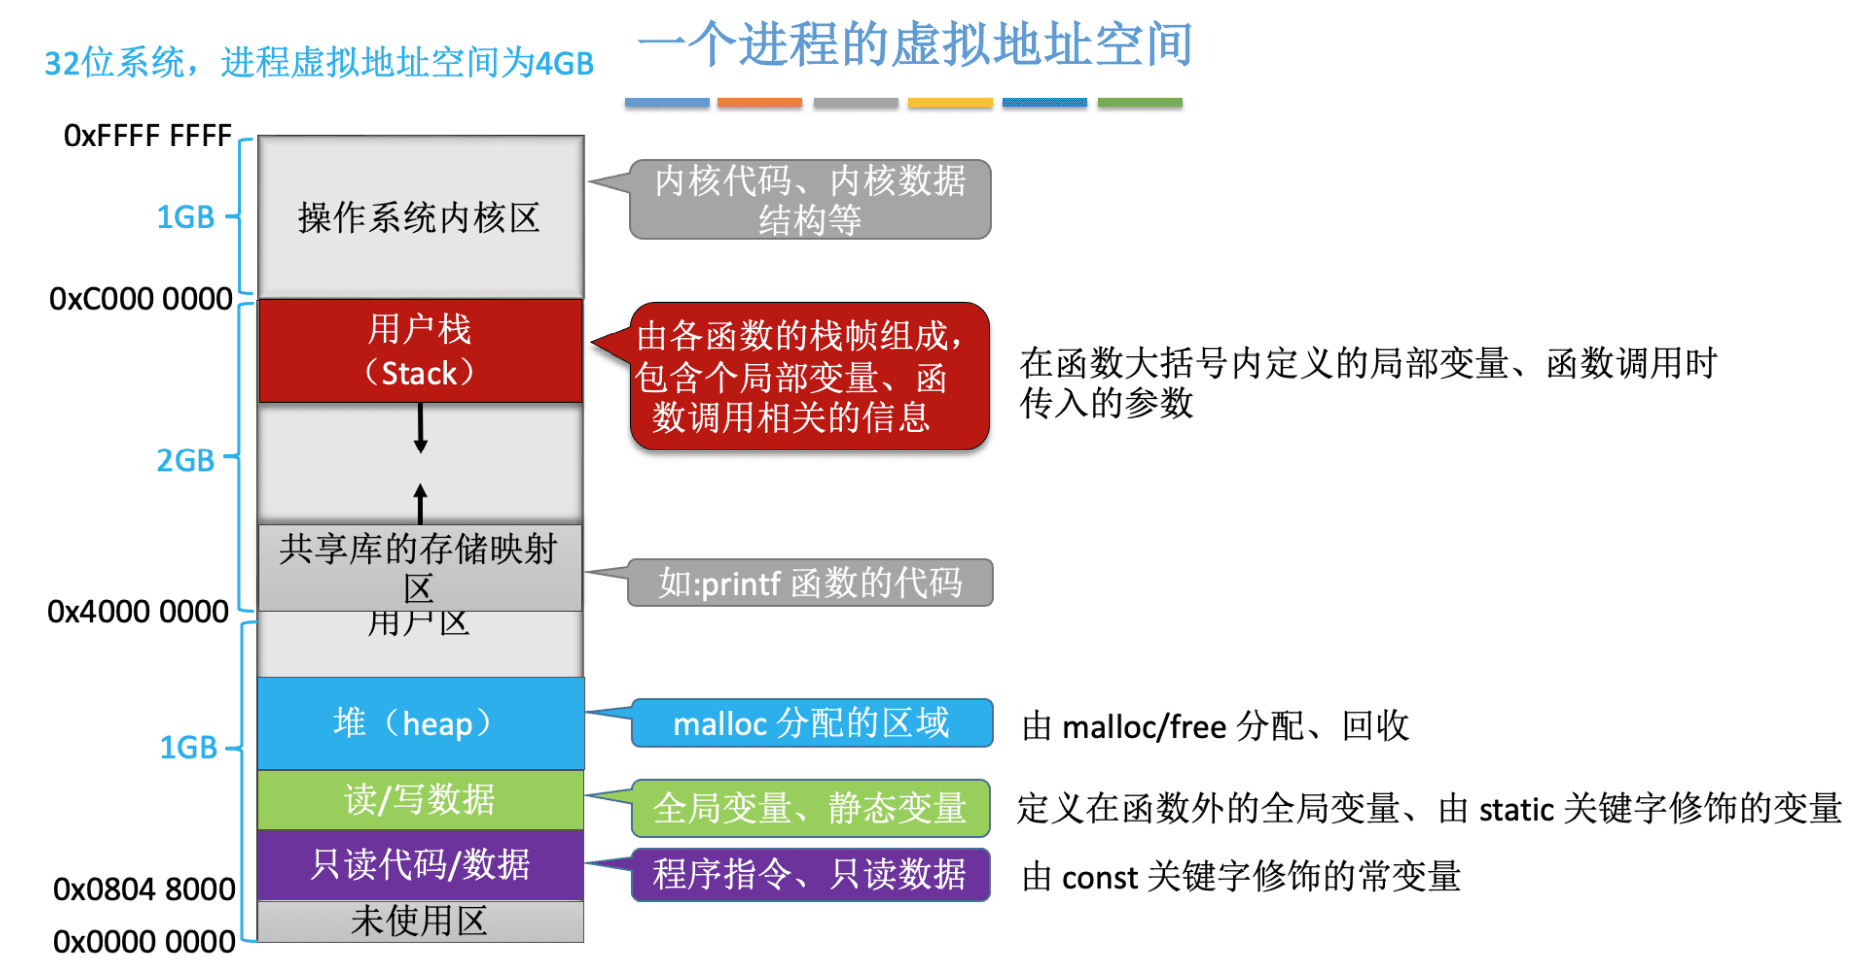 一个进程的虚拟地址空间
32位系统，进程虚拟地址空间为4GB
0xFFFF FFFF
1GB
操作系统内核区
内核代码、内核数据
结构等
0xC000 0000
用户栈
（Stack）
由各函数的栈帧组成，
包含个局部变量、函
数调用相关的信息
在函数大括号内定义的局部变量、函数调用时
传入的参数
2GB
共享库的存储映射
区
如:printf 函数的代码
0x4000 0000
用户区
堆（heap）
malloc 分配的区域
由 malloc/free 分配、回收
1GB
读/写数据
全局变量、静态变量
定义在函数外的全局变量、由 static 关键字修饰的变量
只读代码/数据
程序指令、只读数据
由 const 关键字修饰的常变量
0x0804 8000
未使用区
0x0000 0000